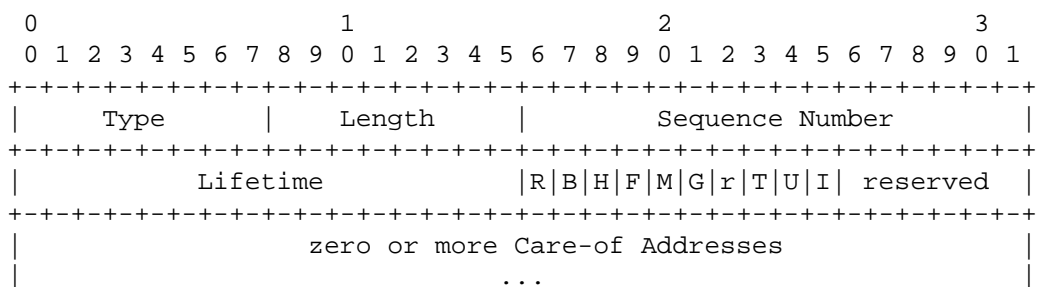 0                   1                   2                   3
 0 1 2 3 4 5 6 7 8 9 0 1 2 3 4 5 6 7 8 9 0 1 2 3 4 5 6 7 8 9 0 1
+-+-+-+-+-+-+-+-+-+-+-+-+-+-+-+-+-+-+-+-+-+-+-+-+-+-+-+-+-+-+-+-+
|     Type      |    Length     |        Sequence Number        |
+-+-+-+-+-+-+-+-+-+-+-+-+-+-+-+-+-+-+-+-+-+-+-+-+-+-+-+-+-+-+-+-+
|           Lifetime            |R|B|H|F|M|G|r|T|U|I| reserved  |
+-+-+-+-+-+-+-+-+-+-+-+-+-+-+-+-+-+-+-+-+-+-+-+-+-+-+-+-+-+-+-+-+
|                  zero or more Care-of Addresses               |
|                              ...                              |